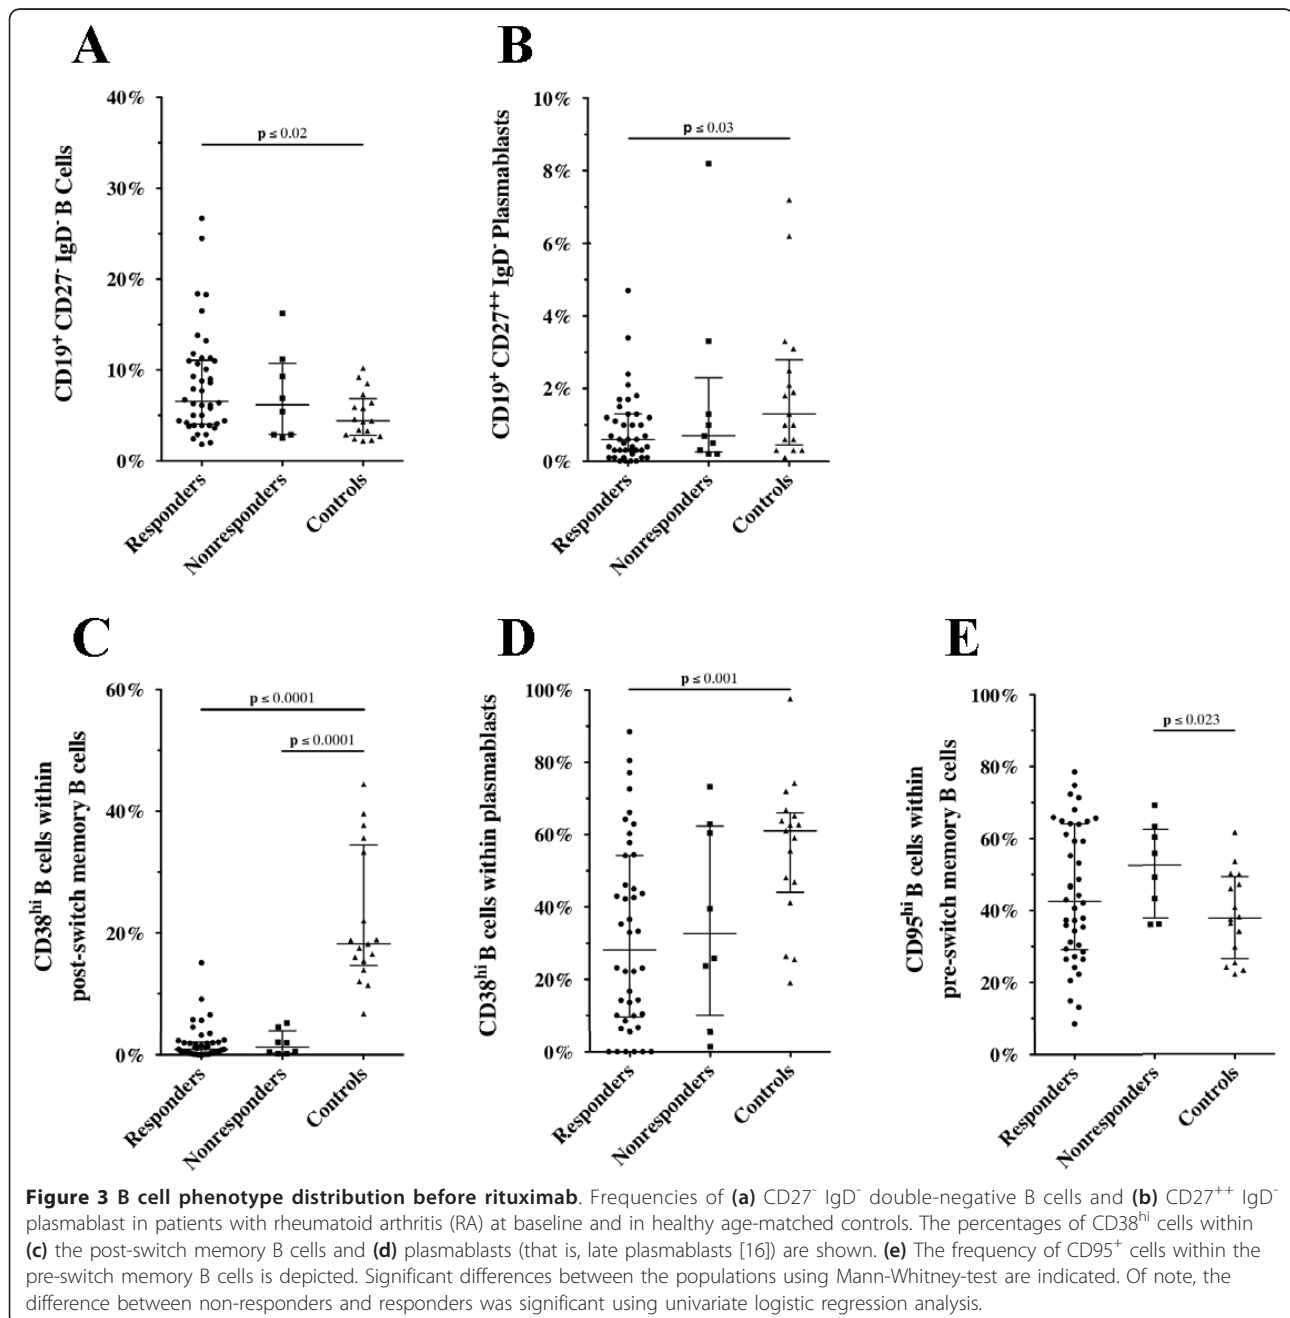 A
40%
30%
20%
10%
0%
CD19+ CD27- IgD- B Cells
p ≤ 0.02
Responders
Nonresponders
Controls
B
10%
8%
6%
4%
2%
0%
CD19+ CD27++ IgD- Plasmablasts
p ≤ 0.03
Responders
Nonresponders
Controls
C
60%
40%
20%
0%
CD38hi B cells within
post-switch memory B cells
p ≤ 0.0001
p ≤ 0.0001
Responders
Nonresponders
Controls
D
100%
80%
60%
40%
20%
0%
CD38hi B cells within plasmablasts
p ≤ 0.001
Responders
Nonresponders
Controls
E
100%
80%
60%
40%
20%
0%
CD95hi B cells within
pre-switch memory B cells
p ≤ 0.023
Responders
Nonresponders
Controls
Figure 3 B cell phenotype distribution before rituximab. Frequencies of (a) CD27- IgD- double-negative B cells and (b) CD27++ IgD-
plasmablast in patients with rheumatoid arthritis (RA) at baseline and in healthy age-matched controls. The percentages of CD38hi cells within
(c) the post-switch memory B cells and (d) plasmablasts (that is, late plasmablasts [16]) are shown. (e) The frequency of CD95+ cells within the
pre-switch memory B cells is depicted. Significant differences between the populations using Mann-Whitney-test are indicated. Of note, the
difference between non-responders and responders was significant using univariate logistic regression analysis.